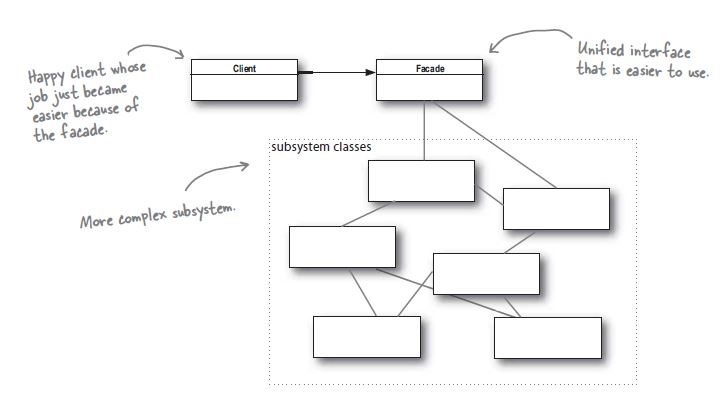 Happy client whose
job just became
easier because of
the facade.
Client
Facade
Unified interface
that is easier to use.
subsystem classes
More complex subsystem.